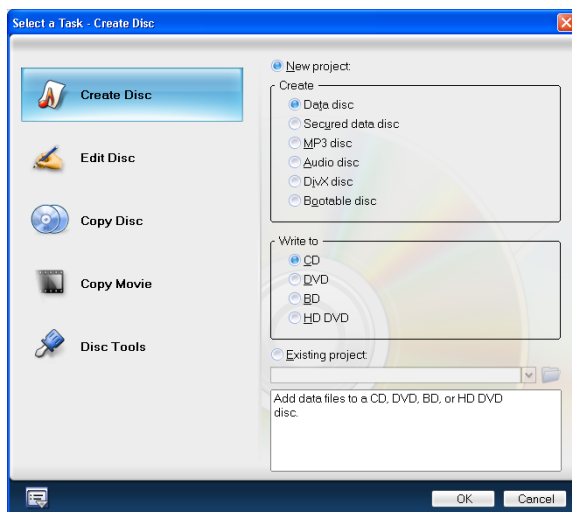 Select a Task - Create Disc
Create Disc
Edit Disc
Copy Disc
Copy Movie
Disc Tools
New project:
Create
Data disc
Secured data disc
MP3 disc
Audio disc
DivX disc
Bootable disc
Write to
CD
DVD
BD
HD DVD
Existing project:
Add data files to a CD, DVD, BD, or HD DVD
disc.
OK
Cancel